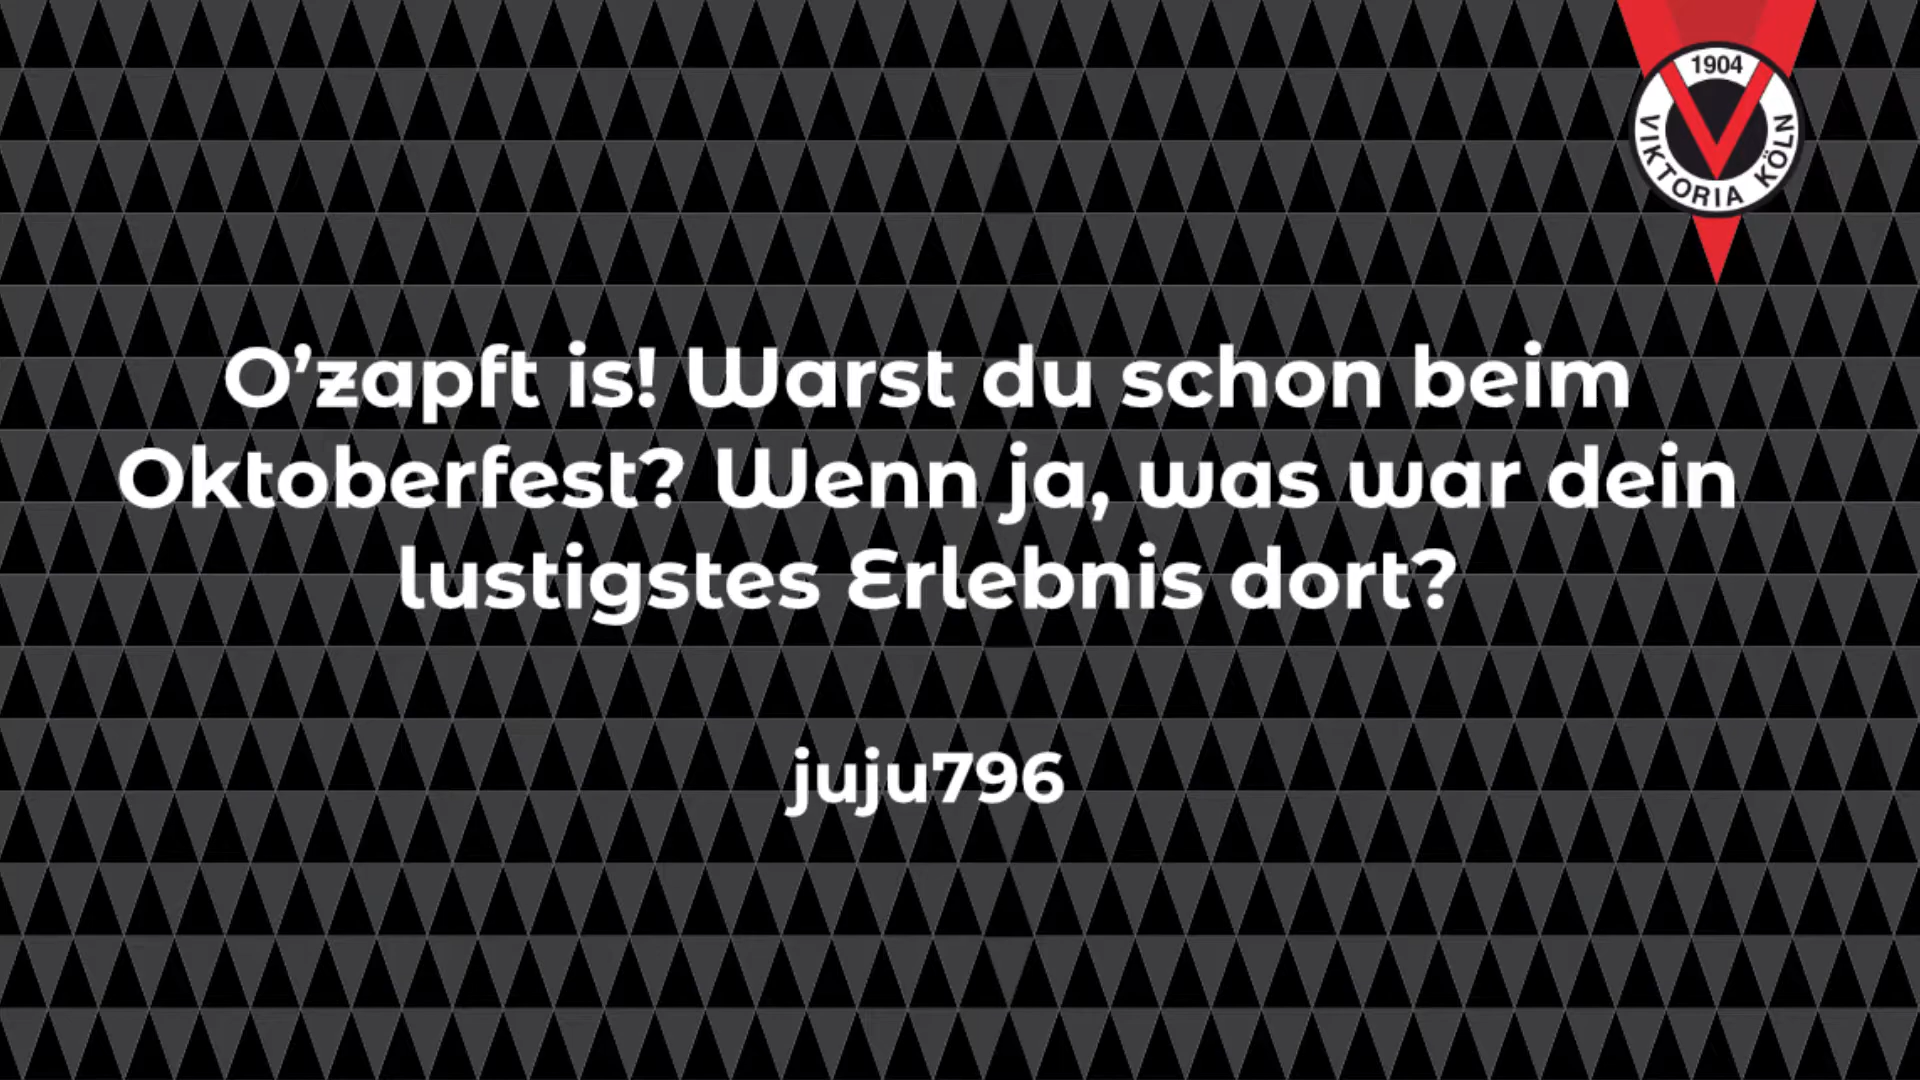 1904
VIKTORIA KÖLN
O’zapft is! Warst du schon beim
Oktoberfest? Wenn ja, was war dein
lustigstes Erlebnis dort?
juju796